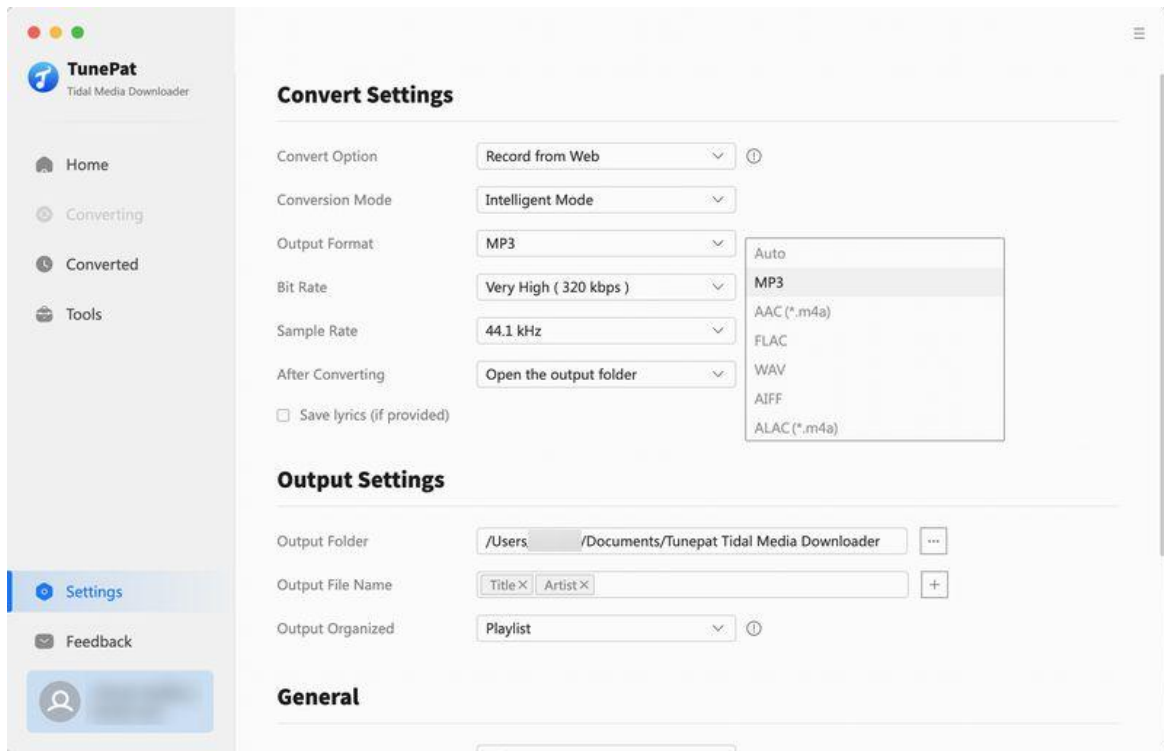 TunePat
Tidal Media Downloader
Home
Converting
Converted
Tools
Settings
Feedback
Convert Settings
Convert Option Record from Web
Conversion Mode Intelligent Mode
Output Format MP3
Bit Rate Very High ( 320 kbps )
Sample Rate 44.1 kHz
After Converting Open the output folder
Save lyrics (if provided)
Auto
MP3
AAC (*.m4a)
FLAC
WAV
AIFF
ALAC (*.m4a)
Output Settings
Output Folder /Users /Documents/Tunepat Tidal Media Downloader ...
Output File Name Title × Artist × +
Output Organized Playlist
General